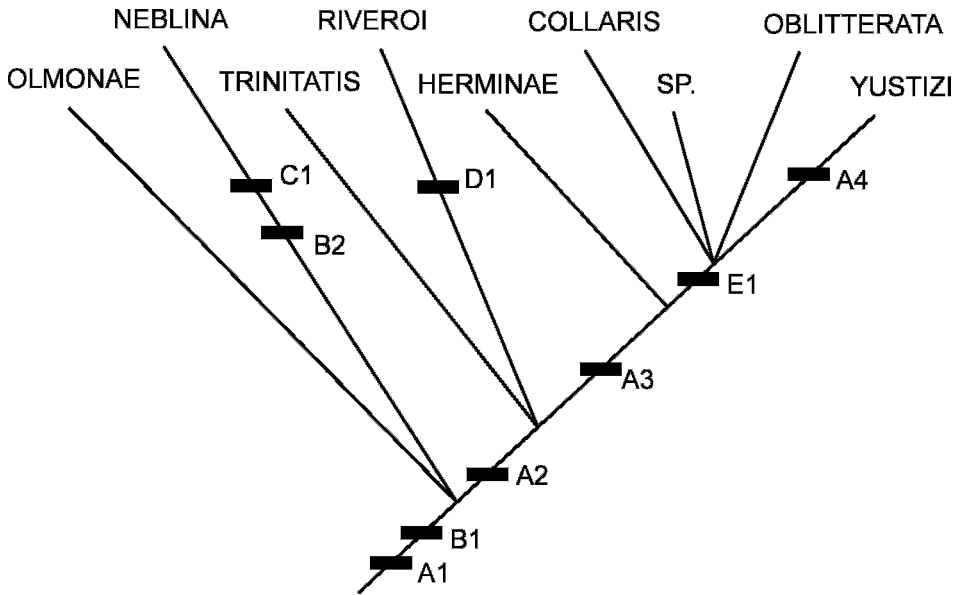 NEBLINA
RIVEROI
COLLARIS
OBLITTERATA
OLMONAE
TRINITATIS
HERMINAE
SP.
YUSTIZI
C1
D1
A4
B2
E1
A3
A2
B1
A1